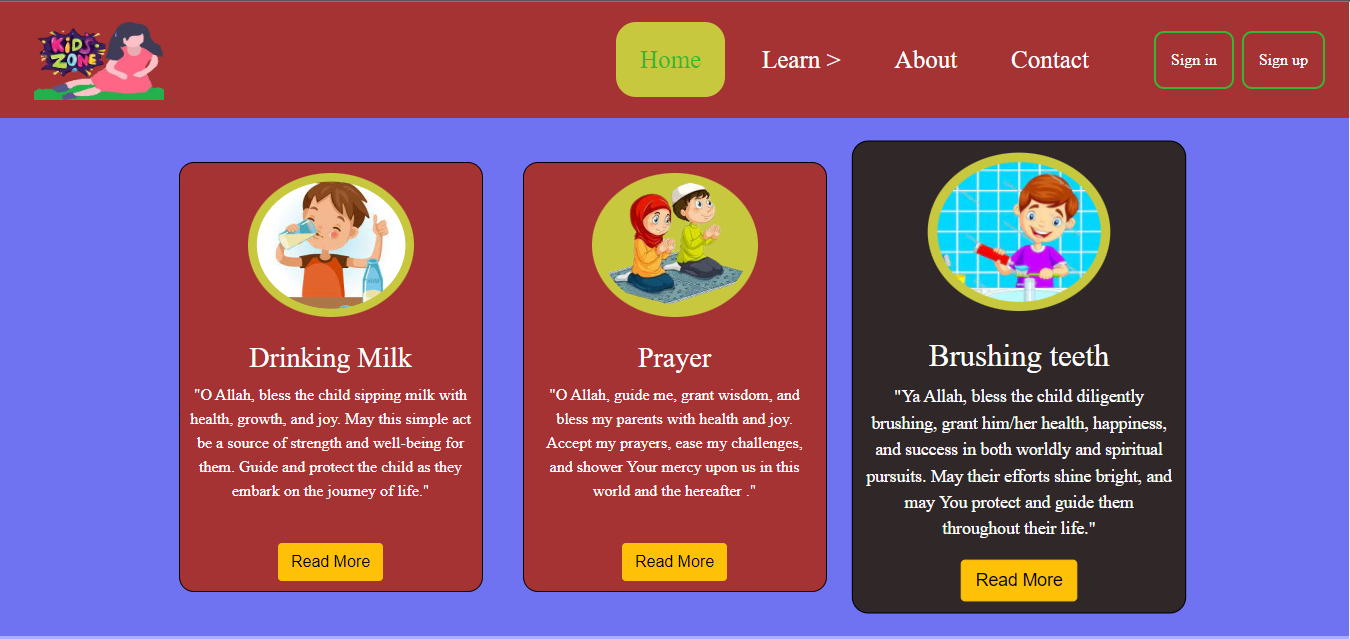 KiDS
ZONE
Home
Learn >
About
Contact
Sign in
Sign up
Drinking Milk
"O Allah, bless the child sipping milk with
health, growth, and joy. May this simple act
be a source of strength and well-being for
them. Guide and protect the child as they
embark on the journey of life."
Read More
Prayer
"O Allah, guide me, grant wisdom, and
bless my parents with health and joy.
Accept my prayers, ease my challenges,
and shower Your mercy upon us in this
world and the hereafter ."
Read More
Brushing teeth
"Ya Allah, bless the child diligently
brushing, grant him/her health, happiness,
and success in both worldly and spiritual
pursuits. May their efforts shine bright, and
may You protect and guide them
throughout their life."
Read More